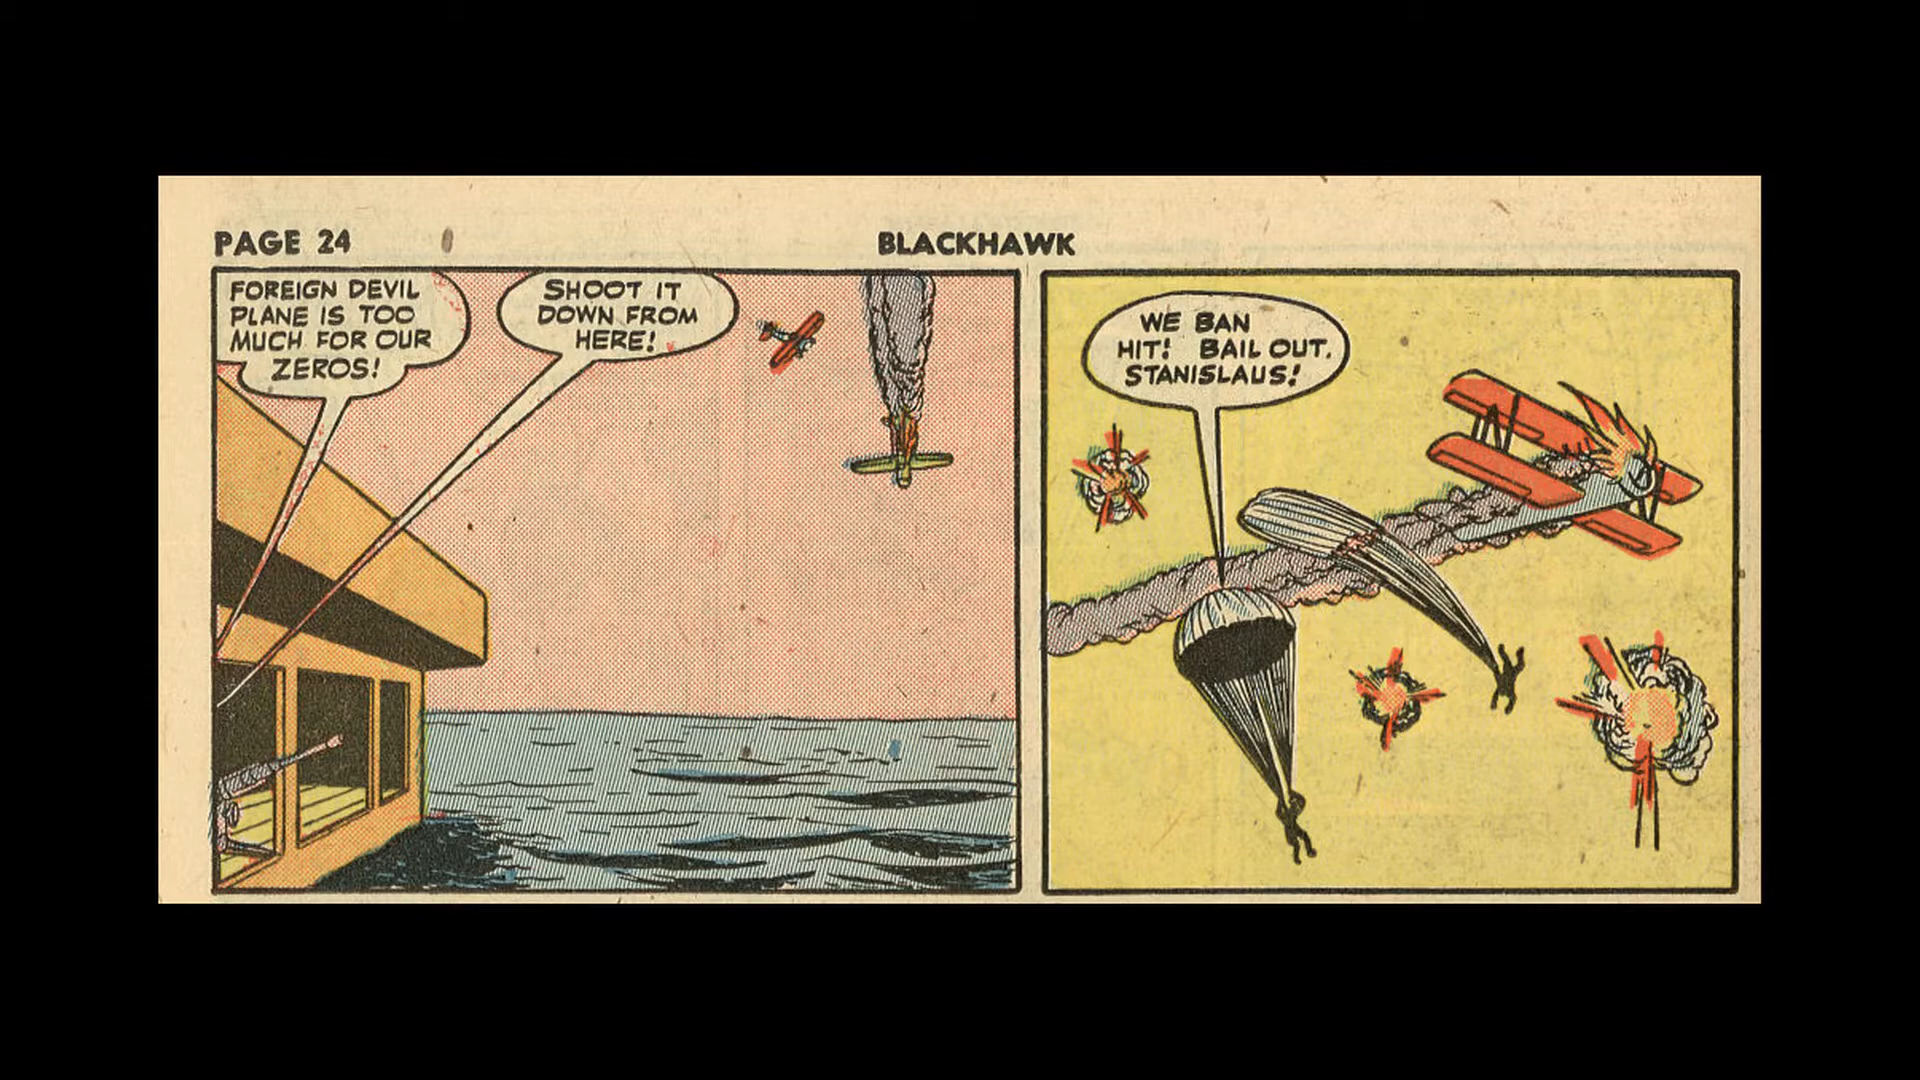 PAGE 24
BLACKHAWK
FOREIGN DEVIL
PLANE IS TOO
MUCH FOR OUR
ZEROS!
SHOOT IT
DOWN FROM
HERE!
WE BAN
HIT! BAIL OUT,
STANISLAUS!